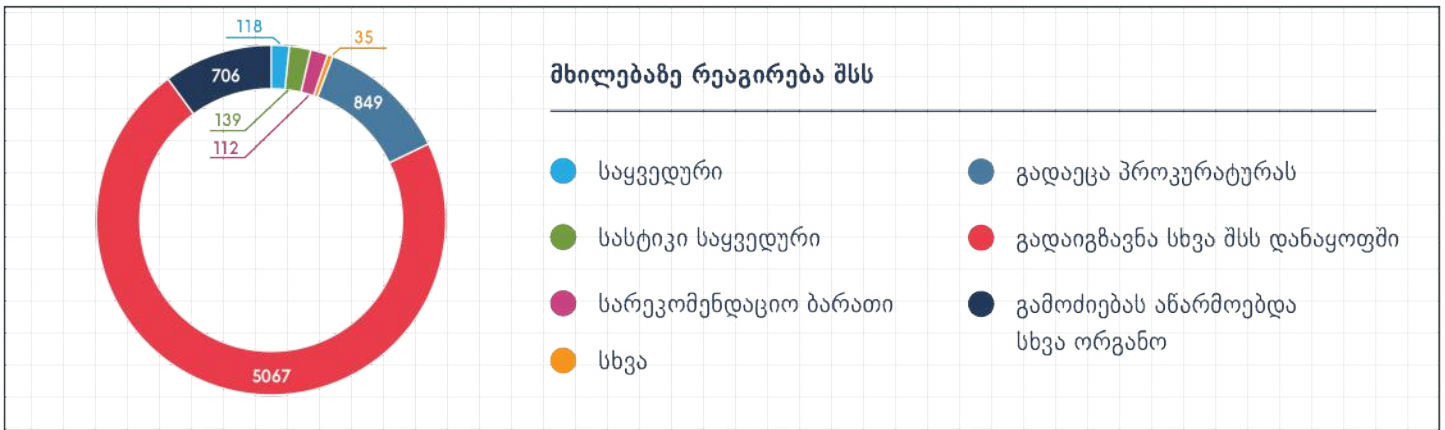 118
35
706
849
139
112
5067
მხილებაზე რეაგირება შსს
საყვედური
სასტიკი საყვედური
სარეკომენდაციო ბარათი
სხვა
გადაეცა პროკურატურას
გადაიგზავნა სხვა შსს დანაყოფში
გამოძიებას აწარმოებდა
სხვა ორგანო